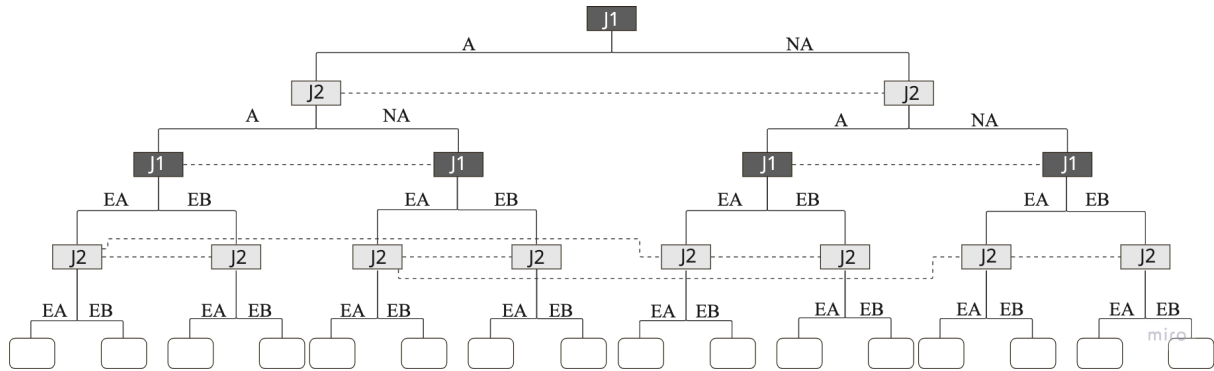 J1
A NA
J2 J2
A NA A NA
J1 J1 J1 J1
EA EB EA EB EA EB EA EB
J2 J2 J2 J2 J2 J2 J2 J2
EA EB EA EB EA EB EA EB EA EB EA EB EA EB EA EB
miro